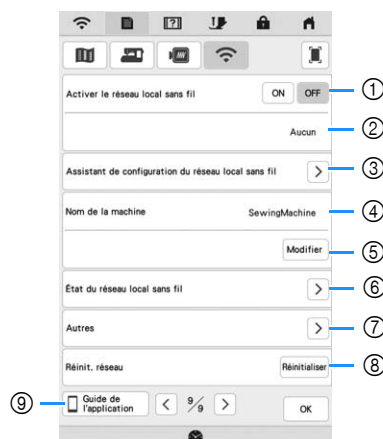 Activer le réseau local sans fil ON OFF ①
Aucun ②
Assistant de configuration du réseau local sans fil > ③
Nom de la machine SewingMachine ④
Modifier ⑤
État du réseau local sans fil > ⑥
Autres > ⑦
Réinit. réseau Réinitialiser ⑧
⑨ Guide de
l'application < 9/9 > OK